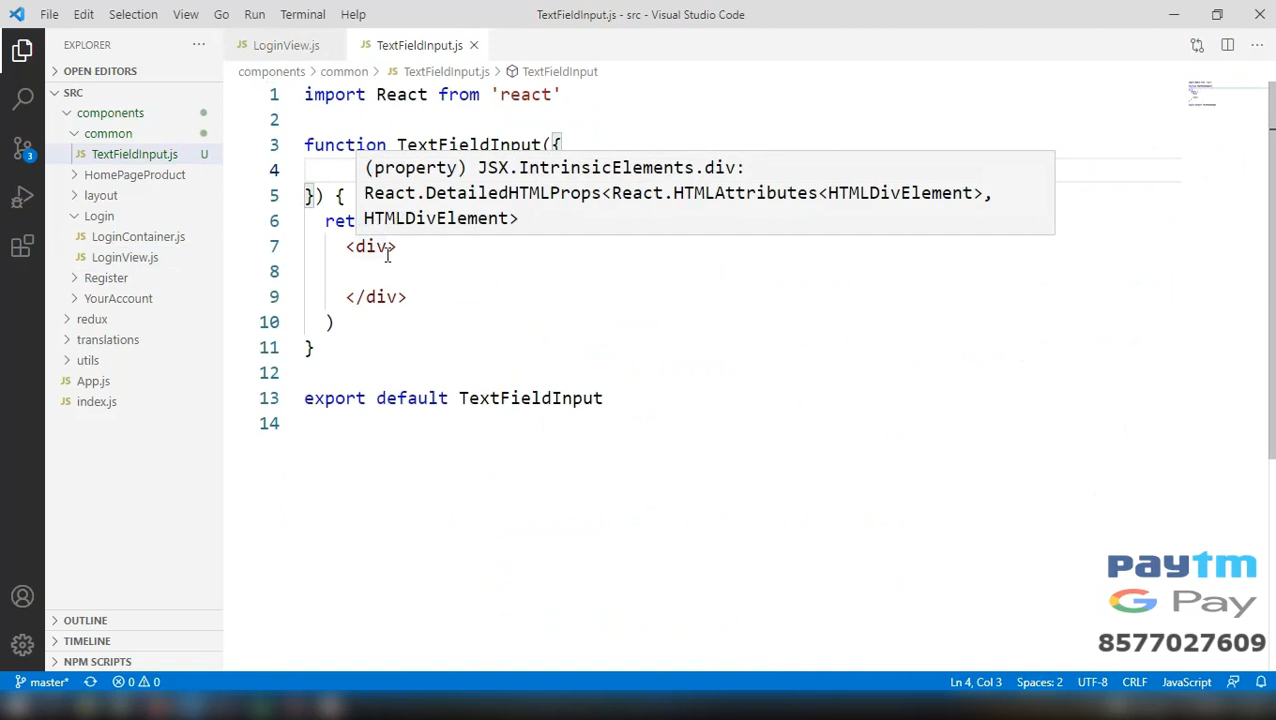 File Edit Selection View Go Run Terminal Help
TextFieldInput.js - src - Visual Studio Code
EXPLORER
LoginView.js
TextFieldInput.js
OPEN EDITORS
components > common > TextFieldInput.js > TextFieldInput
SRC
components
common
TextFieldInput.js U
HomePageProduct
layout
Login
LoginContainer.js
LoginView.js
Register
YourAccount
redux
translations
utils
App.js
index.js
OUTLINE
TIMELINE
NPM SCRIPTS
3
1 import React from 'react'
2
3 function TextFieldInput({
4
(property) JSX.IntrinsicElements.div:
React.DetailedHTMLProps<React.HTMLAttributes<HTMLDivElement>,
HTMLDivElement>
5 }) {
6 ret
7 <div>
8
9 </div>
10 )
11 }
12
13 export default TextFieldInput
14
paytm
G Pay
8577027609
master* 0 0
Ln 4, Col 3 Spaces: 2 UTF-8 CRLF JavaScript